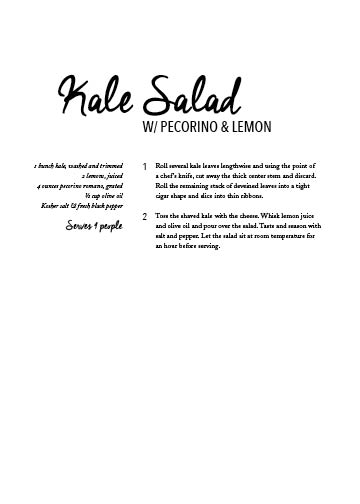 Kale Salad
W/ PECORINO & LEMON
1 bunch kale, washed and trimmed
2 lemons, juiced
4 ounces pecorino romano, grated
½ cup olive oil
Kosher salt & fresh black pepper
Serves 1 people
1 Roll several kale leaves lengthwise and using the point of
a chef's knife, cut away the thick center stem and discard.
Roll the remaining stack of deveined leaves into a tight
cigar shape and slice into thin ribbons.
2 Toss the shaved kale with the cheese. Whisk lemon juice
and olive oil and pour over the salad. Taste and season with
salt and pepper. Let the salad sit at room temperature for
an hour before serving.